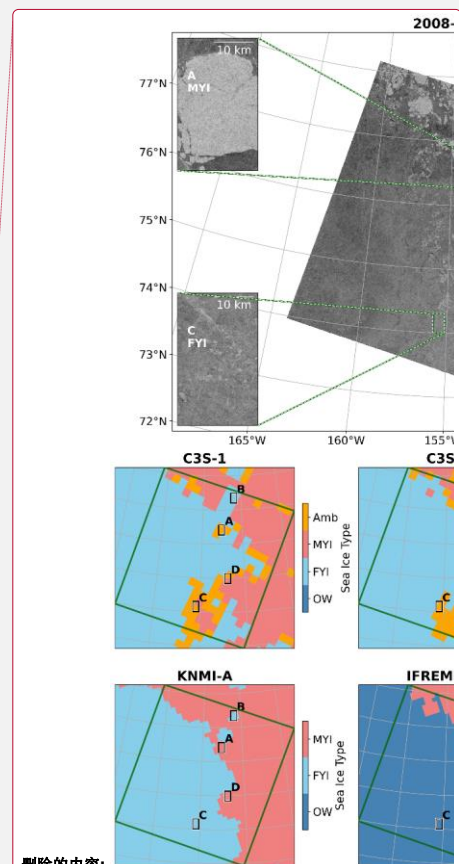 2008-
10 km
A
MYI
77°N
76°N
75°N
74°N
73°N
72°N
10 km
C
FYI
165°W
160°W
155°W
C3S-1
B
A
D
C
Amb
MYI
FYI
OW
Sea Ice Type
C3S
C
KNMI-A
B
A
D
C
MYI
FYI
OW
Sea Ice Type
IFREM
C
删除的内容: